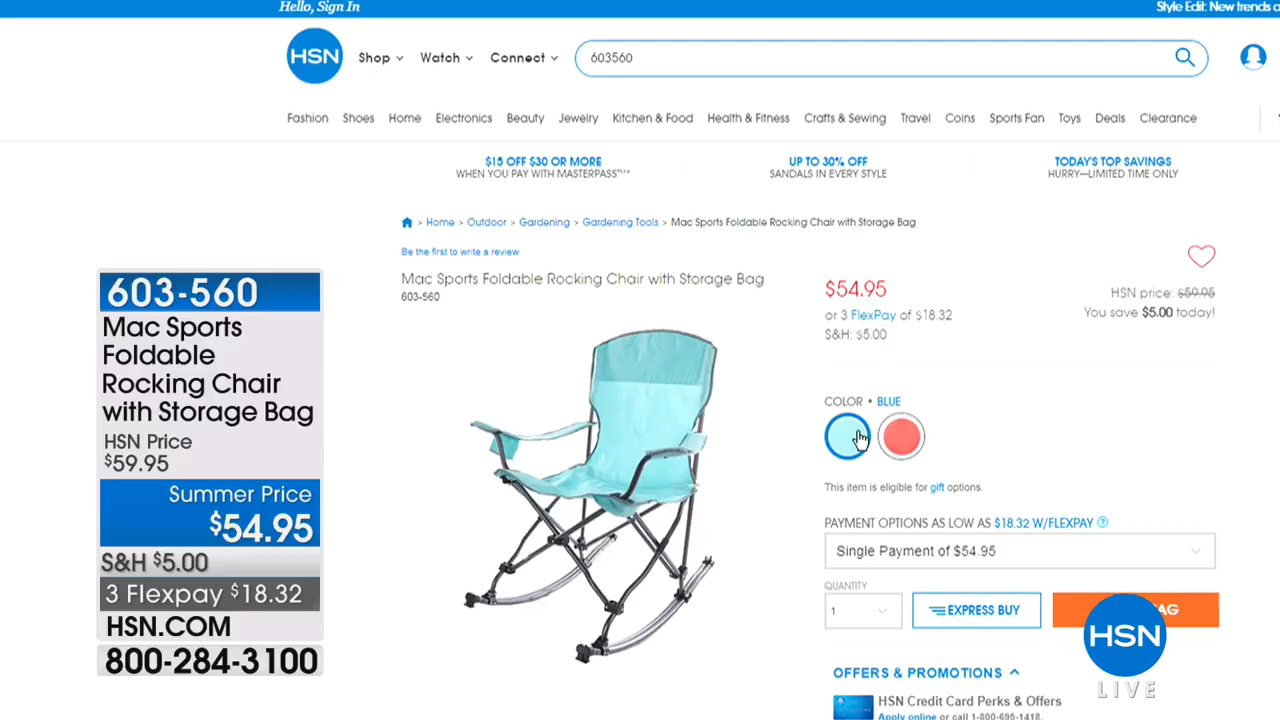 Hello, Sign In
Style Edit: New trends
HSN
Shop
Watch
Connect
603560
Fashion
Shoes
Home
Electronics
Beauty
Jewelry
Kitchen & Food
Health & Fitness
Crafts & Sewing
Travel
Coins
Sports Fan
Toys
Deals
Clearance
$15 OFF $30 OR MORE
WHEN YOU PAY WITH MASTERPASS
UP TO 30% OFF
SANDALS IN EVERY STYLE
TODAY'S TOP SAVINGS
HURRY—LIMITED TIME ONLY
> Home > Outdoor > Gardening > Gardening Tools > Mac Sports Foldable Rocking Chair with Storage Bag
Be the first to write a review
Mac Sports Foldable Rocking Chair with Storage Bag
603-560
$54.95
or 3 FlexPay of $18.32
S&H: $5.00
HSN price: $59.95
You save $5.00 today!
COLOR • BLUE
This item is eligible for gift options.
PAYMENT OPTIONS AS LOW AS $18.32 W/FLEXPAY ?
Single Payment of $54.95
QUANTITY
1
EXPRESS BUY
AG
OFFERS & PROMOTIONS
HSN Credit Card Perks & Offers
Apply online or call 1-800-695-1418.
603-560
Mac Sports
Foldable
Rocking Chair
with Storage Bag
HSN Price
$59.95
Summer Price
$54.95
S&H $5.00
3 Flexpay $18.32
HSN.COM
800-284-3100
HSN
LIVE